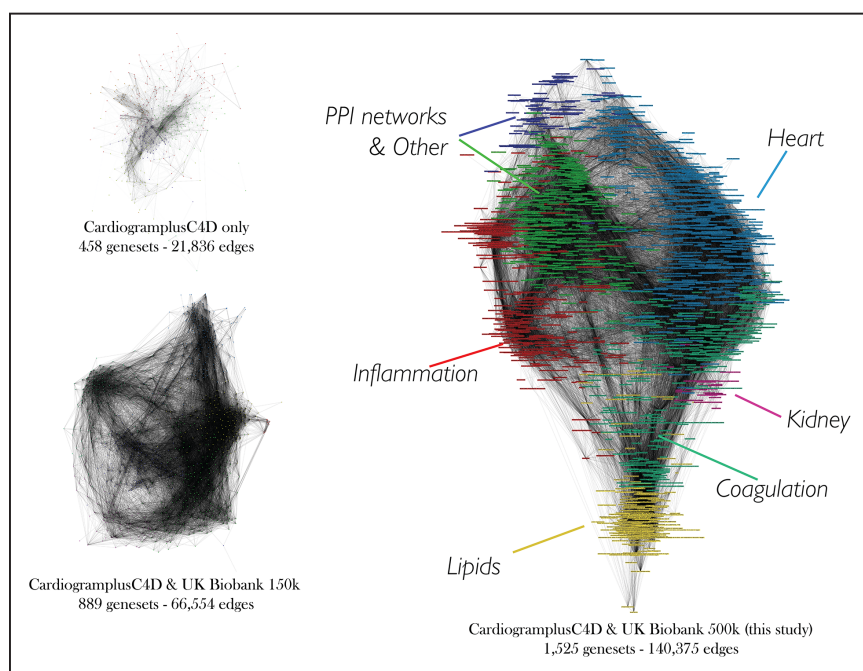 CardiogramplusC4D only
458 genesets - 21,836 edges
CardiogramplusC4D & UK Biobank 150k
889 genesets - 66,554 edges
PPI networks
& Other
Heart
Inflammation
Kidney
Coagulation
Lipids
CardiogramplusC4D & UK Biobank 500k (this study)
1,525 genesets - 140,375 edges